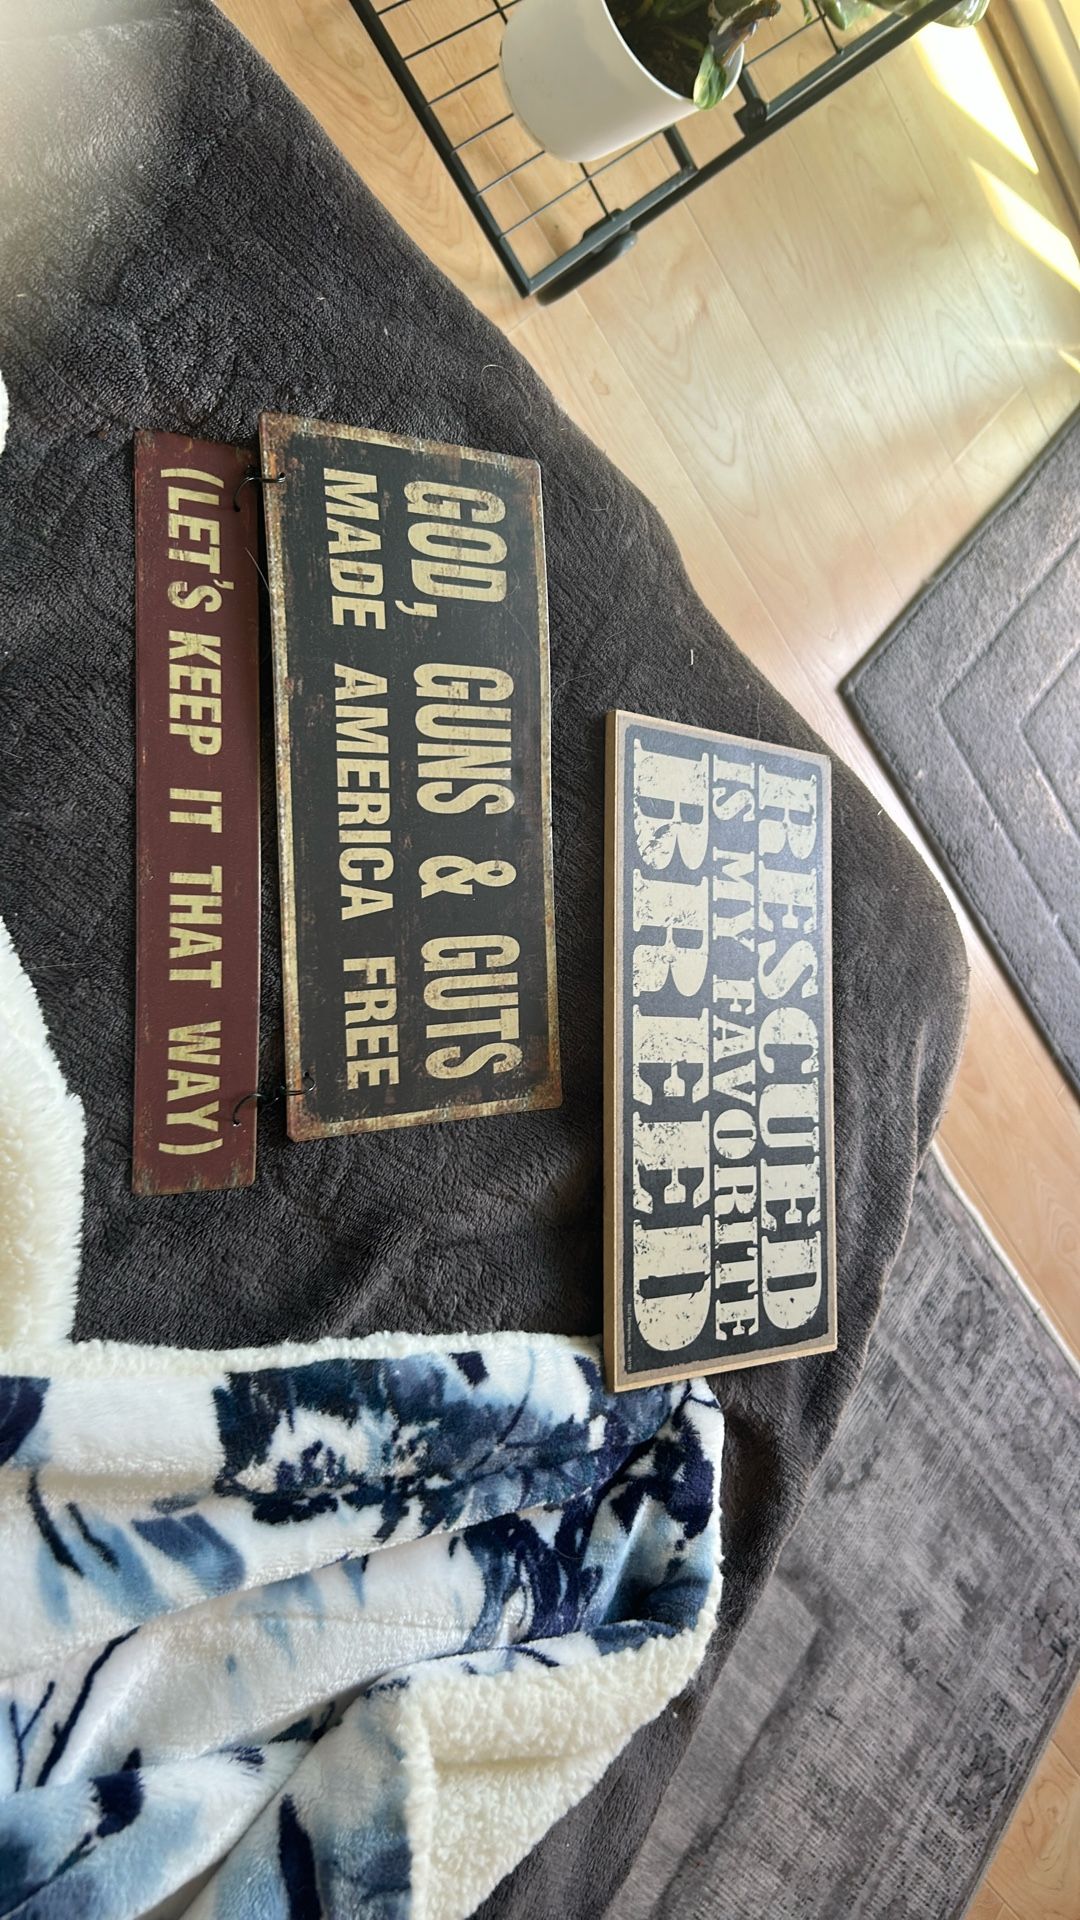 RESCUED
IS MY FAVORITE
BREED
GOD, GUNS & GUTS
MADE AMERICA FREE
(LET'S KEEP IT THAT WAY)